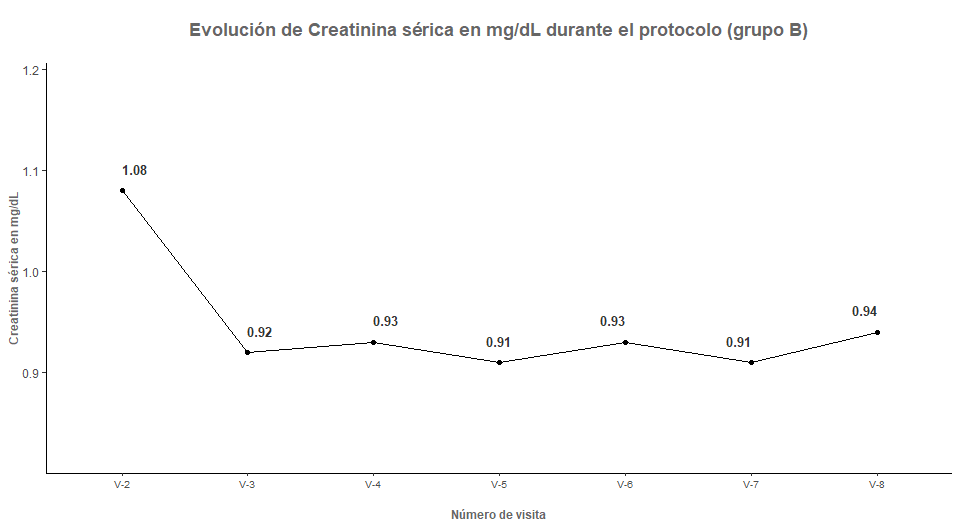 Evolución de Creatinina sérica en mg/dL durante el protocolo (grupo B)
Creatinina sérica en mg/dL
1.2
1.1
1.0
0.9
1.08
0.92
0.93
0.91
0.93
0.91
0.94
V-2 V-3 V-4 V-5 V-6 V-7 V-8
Número de visita